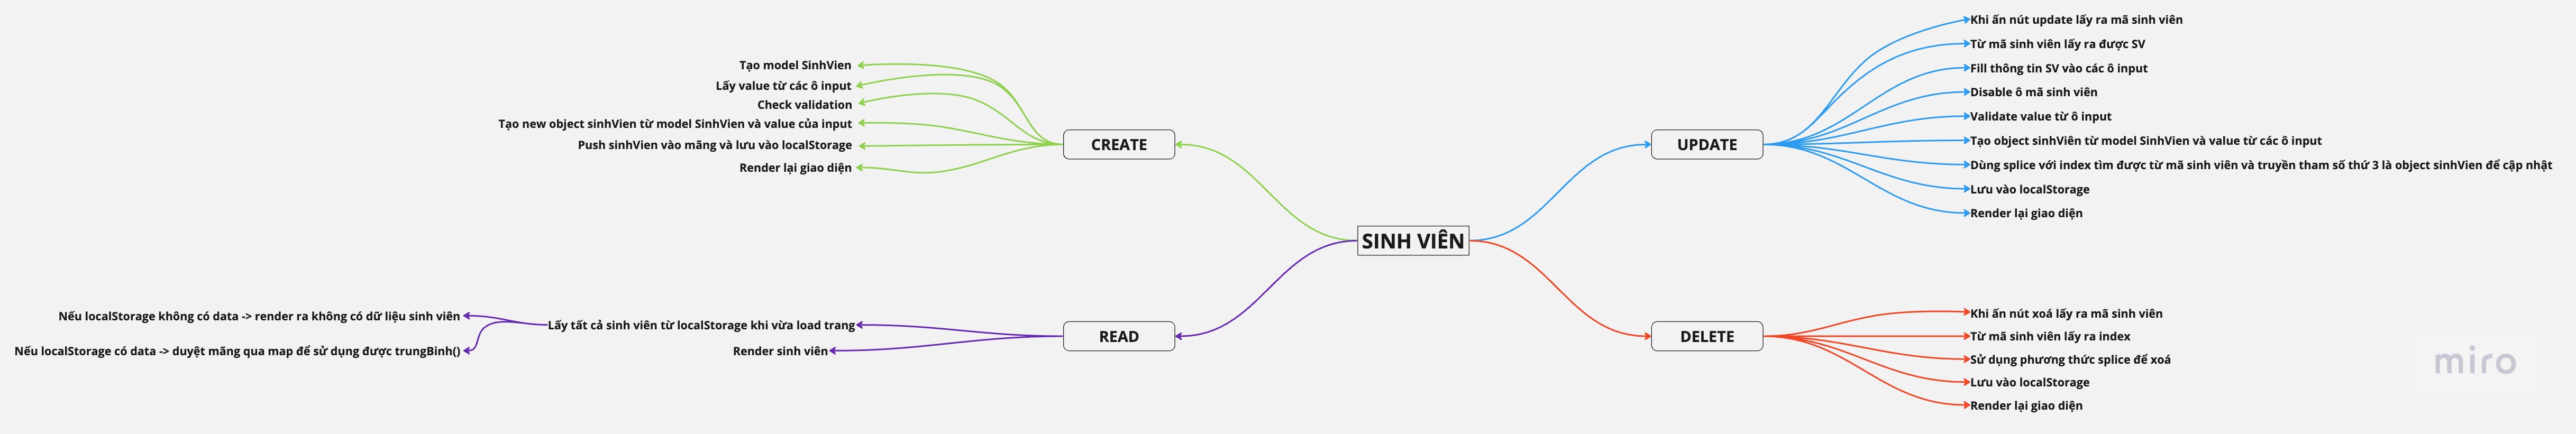 SINH VIÊN
CREATE
Tạo model SinhVien
Lấy value từ các ô input
Check validation
Tạo new object sinhVien từ model SinhVien và value của input
Push sinhVien vào mãng và lưu vào localStorage
Render lại giao diện
READ
Lấy tất cả sinh viên từ localStorage khi vừa load trang
Nếu localStorage không có data -> render ra không có dữ liệu sinh viên
Nếu localStorage có data -> duyệt mãng qua map để sử dụng được trungBinh()
Render sinh viên
UPDATE
Khi ấn nút update lấy ra mã sinh viên
Từ mã sinh viên lấy ra được SV
Fill thông tin SV vào các ô input
Disable ô mã sinh viên
Validate value từ ô input
Tạo object sinhViên từ model SinhVien và value từ các ô input
Dùng splice với index tìm được từ mã sinh viên và truyền tham số thứ 3 là object sinhVien để cập nhật
Lưu vào localStorage
Render lại giao diện
DELETE
Khi ấn nút xoá lấy ra mã sinh viên
Từ mã sinh viên lấy ra index
Sử dụng phương thức splice để xoá
Lưu vào localStorage
Render lại giao diện
miro